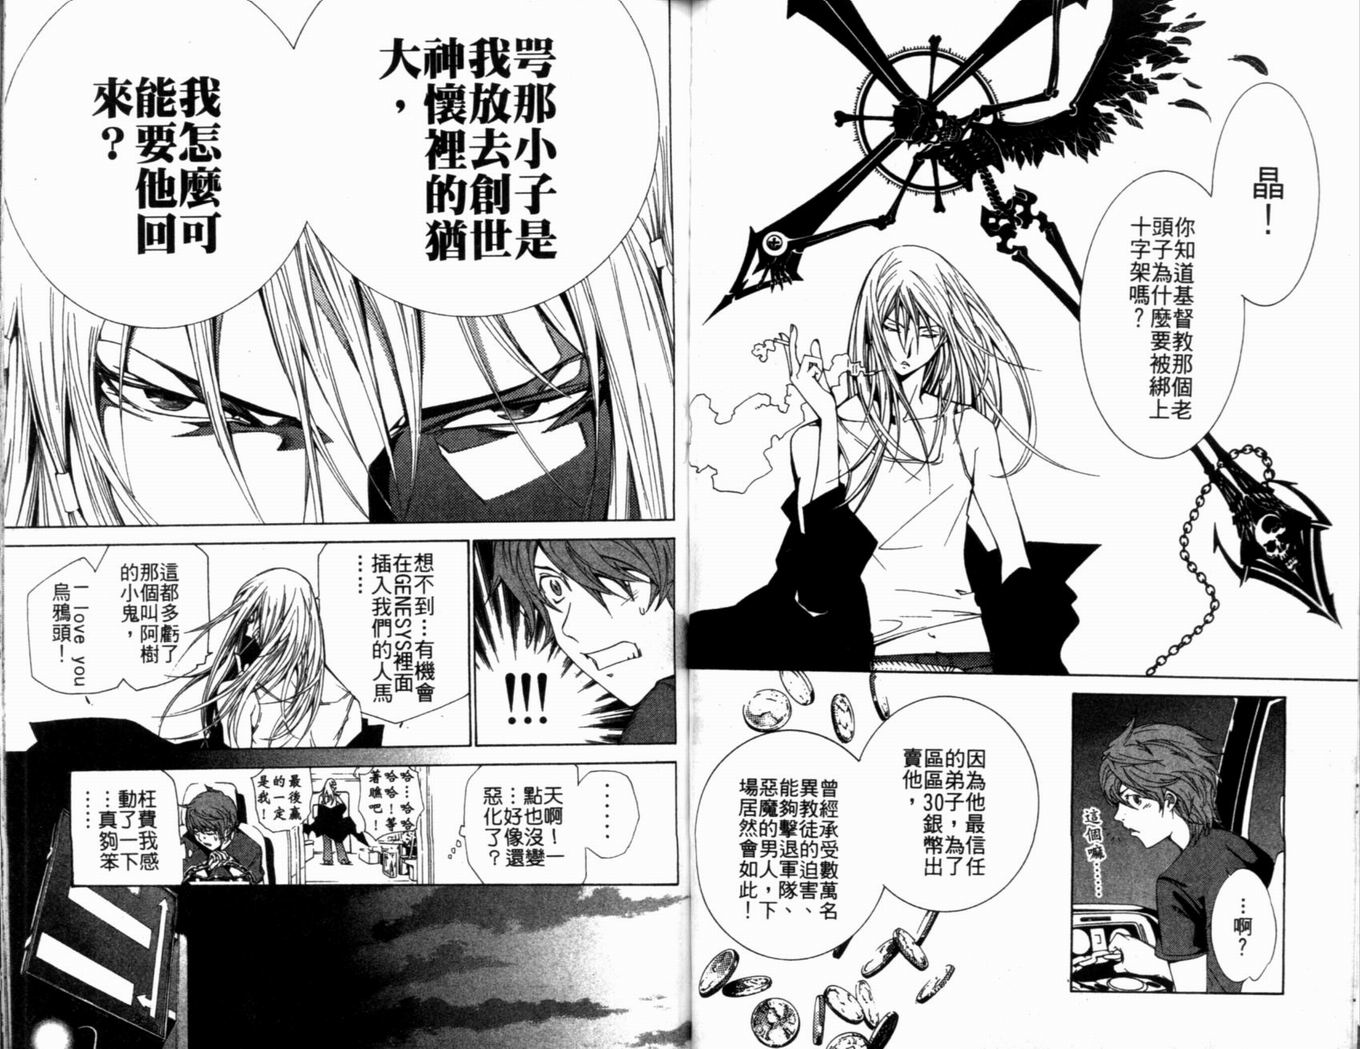 晶！
你知道基督教那個老
頭子為什麼要被綁上
十字架嗎？
…啊？
這個嘛……
因為他最信任
的弟子，為了
區區30銀幣出
賣他，
曾經承受數萬名
異教徒的迫害、
能夠擊退軍隊、
惡魔的男人，下
場居然會如此！
咢那小子是
我放去創世
神懷裡的猶
大，
我怎麼可
能要他回
來？
!!!
想不到…有機會
在GENESYS裡面
插入我們的人馬
……
這都多虧了
那個叫阿樹
的小鬼，
I love you
烏鴉頭！
……
天啊！一
點也沒變
…好像還
惡化了？
哈…哈
哈哈！等
著瞧吧！
最後贏
的一定
是我！
枉費我感
動了一下
…真夠笨